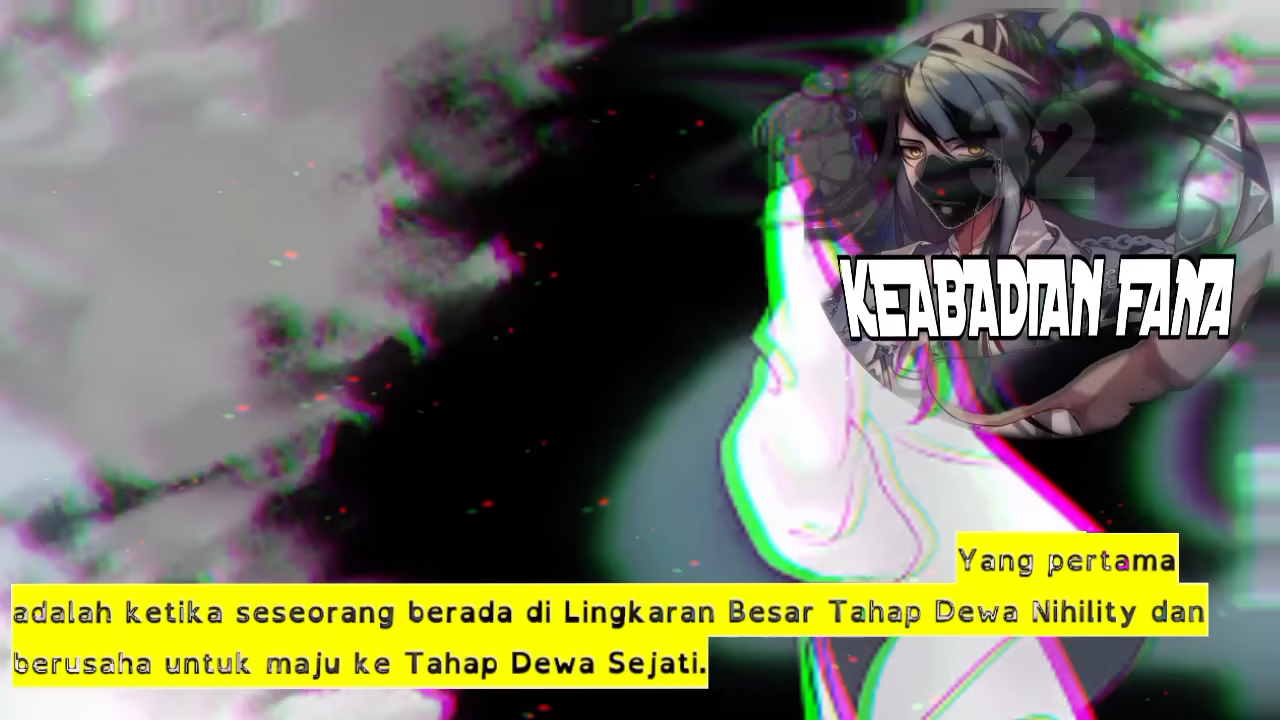 32
KEABADIAN FANA
Yang pertama
adalah ketika seseorang berada di Lingkaran Besar Tahap Dewa Nihility dan
berusaha untuk maju ke Tahap Dewa Sejati.